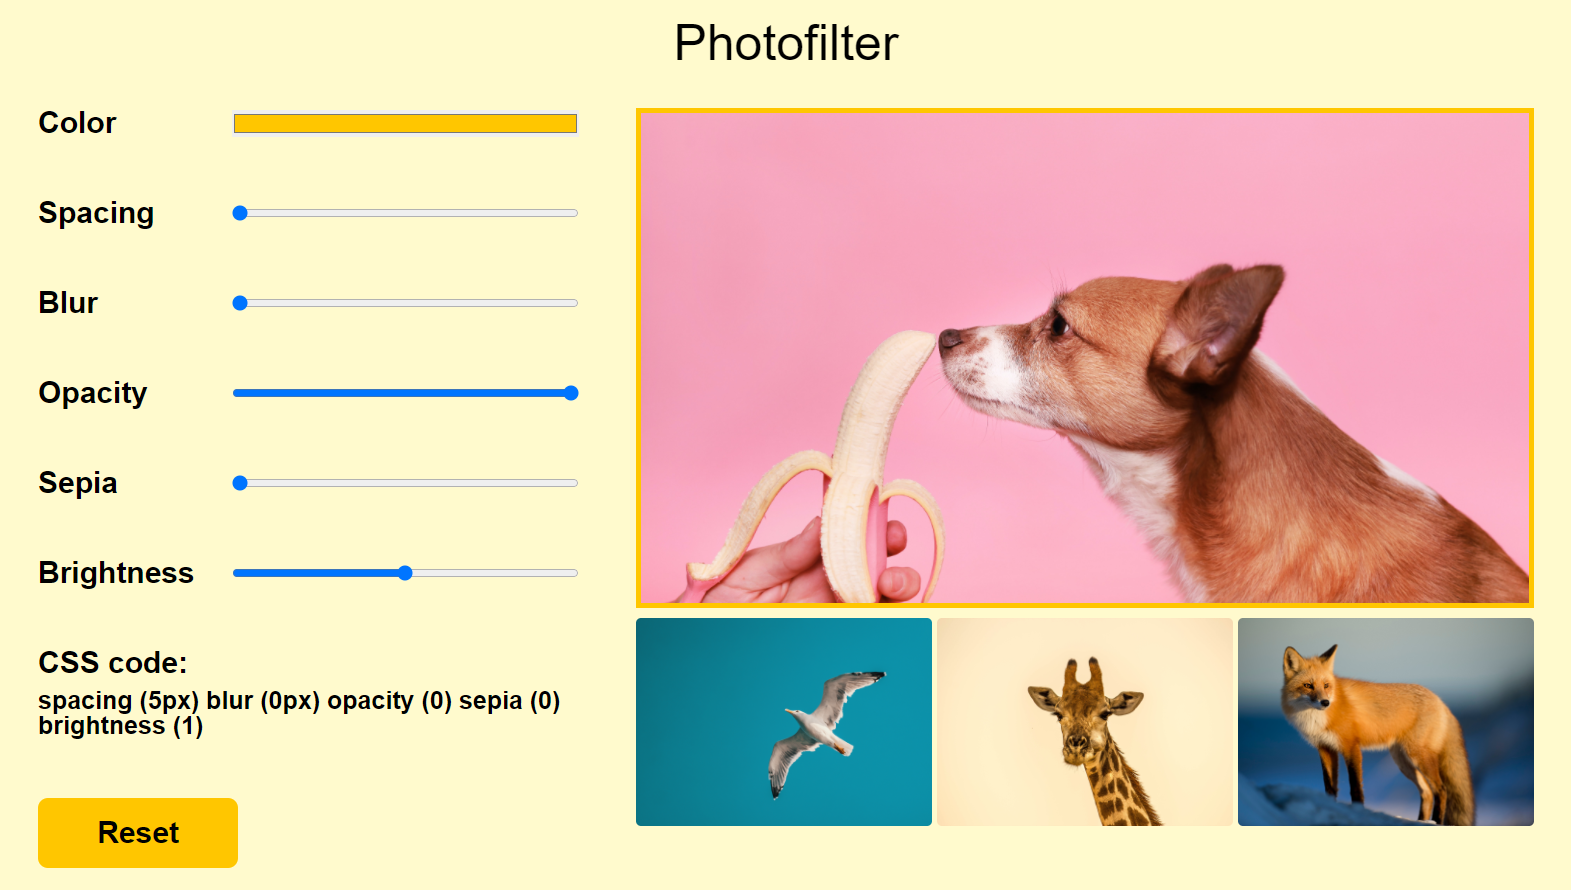 Photofilter
Color
Spacing
Blur
Opacity
Sepia
Brightness
CSS code:
spacing (5px) blur (0px) opacity (0) sepia (0)
brightness (1)
Reset